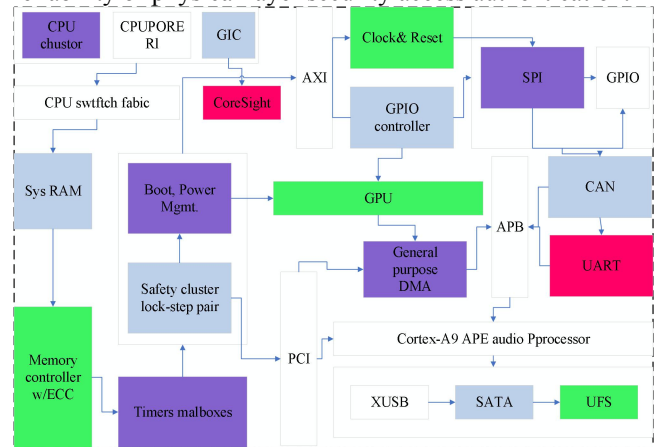 CPU
chustor
CPUPORE
RI
GIC
Clock& Reset
AXI
SPI
GPIO
CPU swtftch fabic
CoreSight
GPIO
controller
Sys RAM
Boot, Power
Mgmt.
GPU
CAN
APB
General
purpose
DMA
UART
Safety cluster
lock-step pair
PCI
Cortex-A9 APE audio Pprocessor
Memory
controller
w/ECC
Timers malboxes
XUSB
SATA
UFS